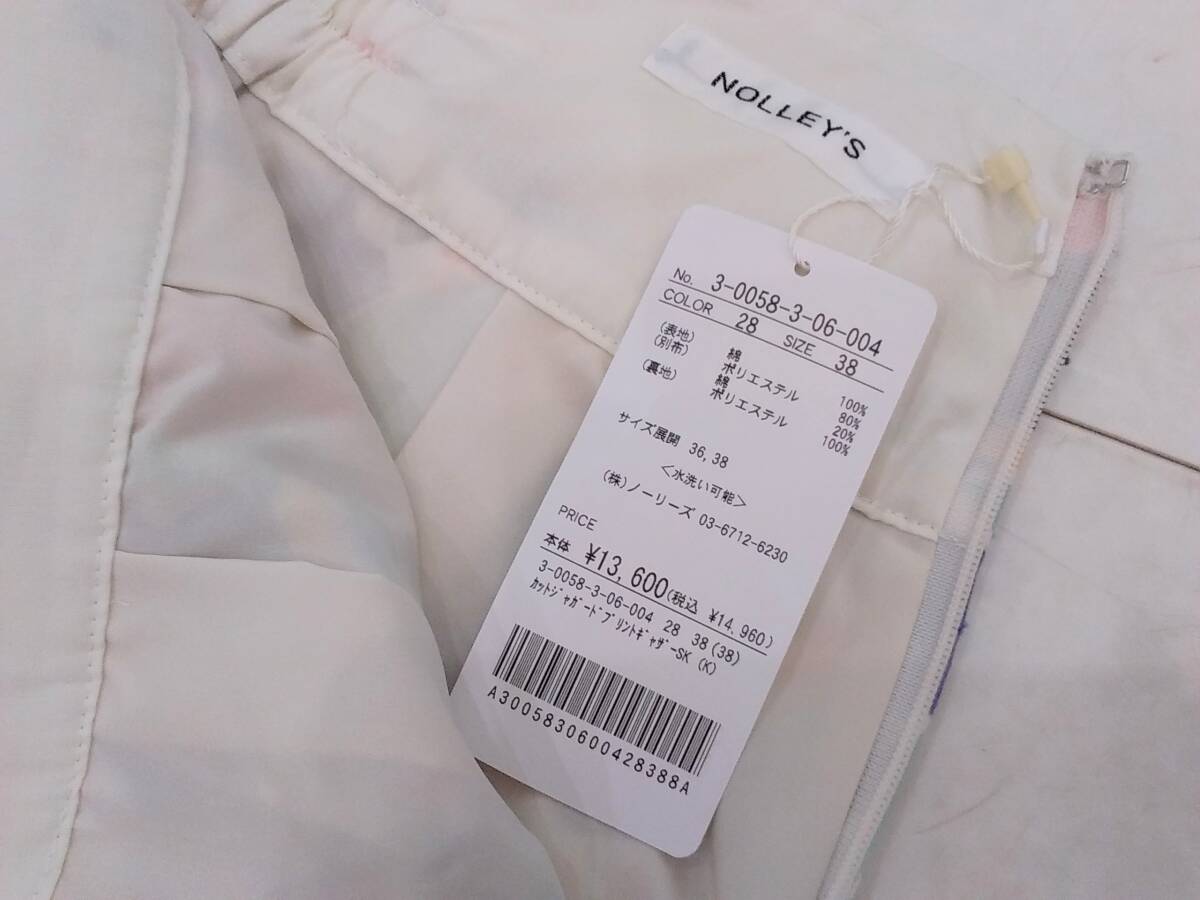 NOLLEY'S
No. 3-0058-3-06-004
COLOR 28 SIZE 38
(表地) 綿 100%
(別布) ポリエステル 80%
綿 20%
(裏地) ポリエステル 100%
サイズ展開 36,38
<水洗い可能>
(株)ノーリーズ 03-6712-6230
PRICE
本体 ¥13,600(税込 ¥14,960)
3-0058-3-06-004 28 38(38)
ｶｯﾄｼﾞｬｶﾞｰﾄﾞﾌﾟﾘﾝﾄｷﾞｬｻﾞｰSK (K)
A3005830600428388A